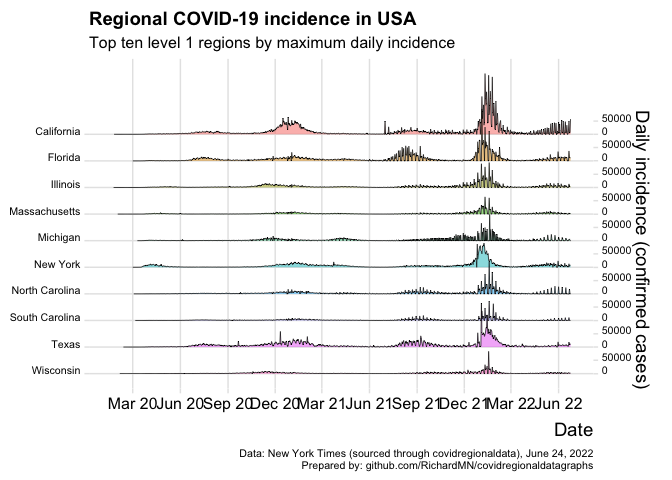 Regional COVID-19 incidence in USA
Top ten level 1 regions by maximum daily incidence
California
Florida
Illinois
Massachusetts
Michigan
New York
North Carolina
South Carolina
Texas
Wisconsin
50000
0
50000
0
50000
0
50000
0
50000
0
50000
0
50000
0
50000
0
50000
0
50000
0
Daily incidence (confirmed cases)
Mar 20 Jun 20 Sep 20 Dec 20 Mar 21 Jun 21 Sep 21 Dec 21 Mar 22 Jun 22
Date
Data: New York Times (sourced through covidregionaldata), June 24, 2022
Prepared by: github.com/RichardMN/covidregionaldatagraphs